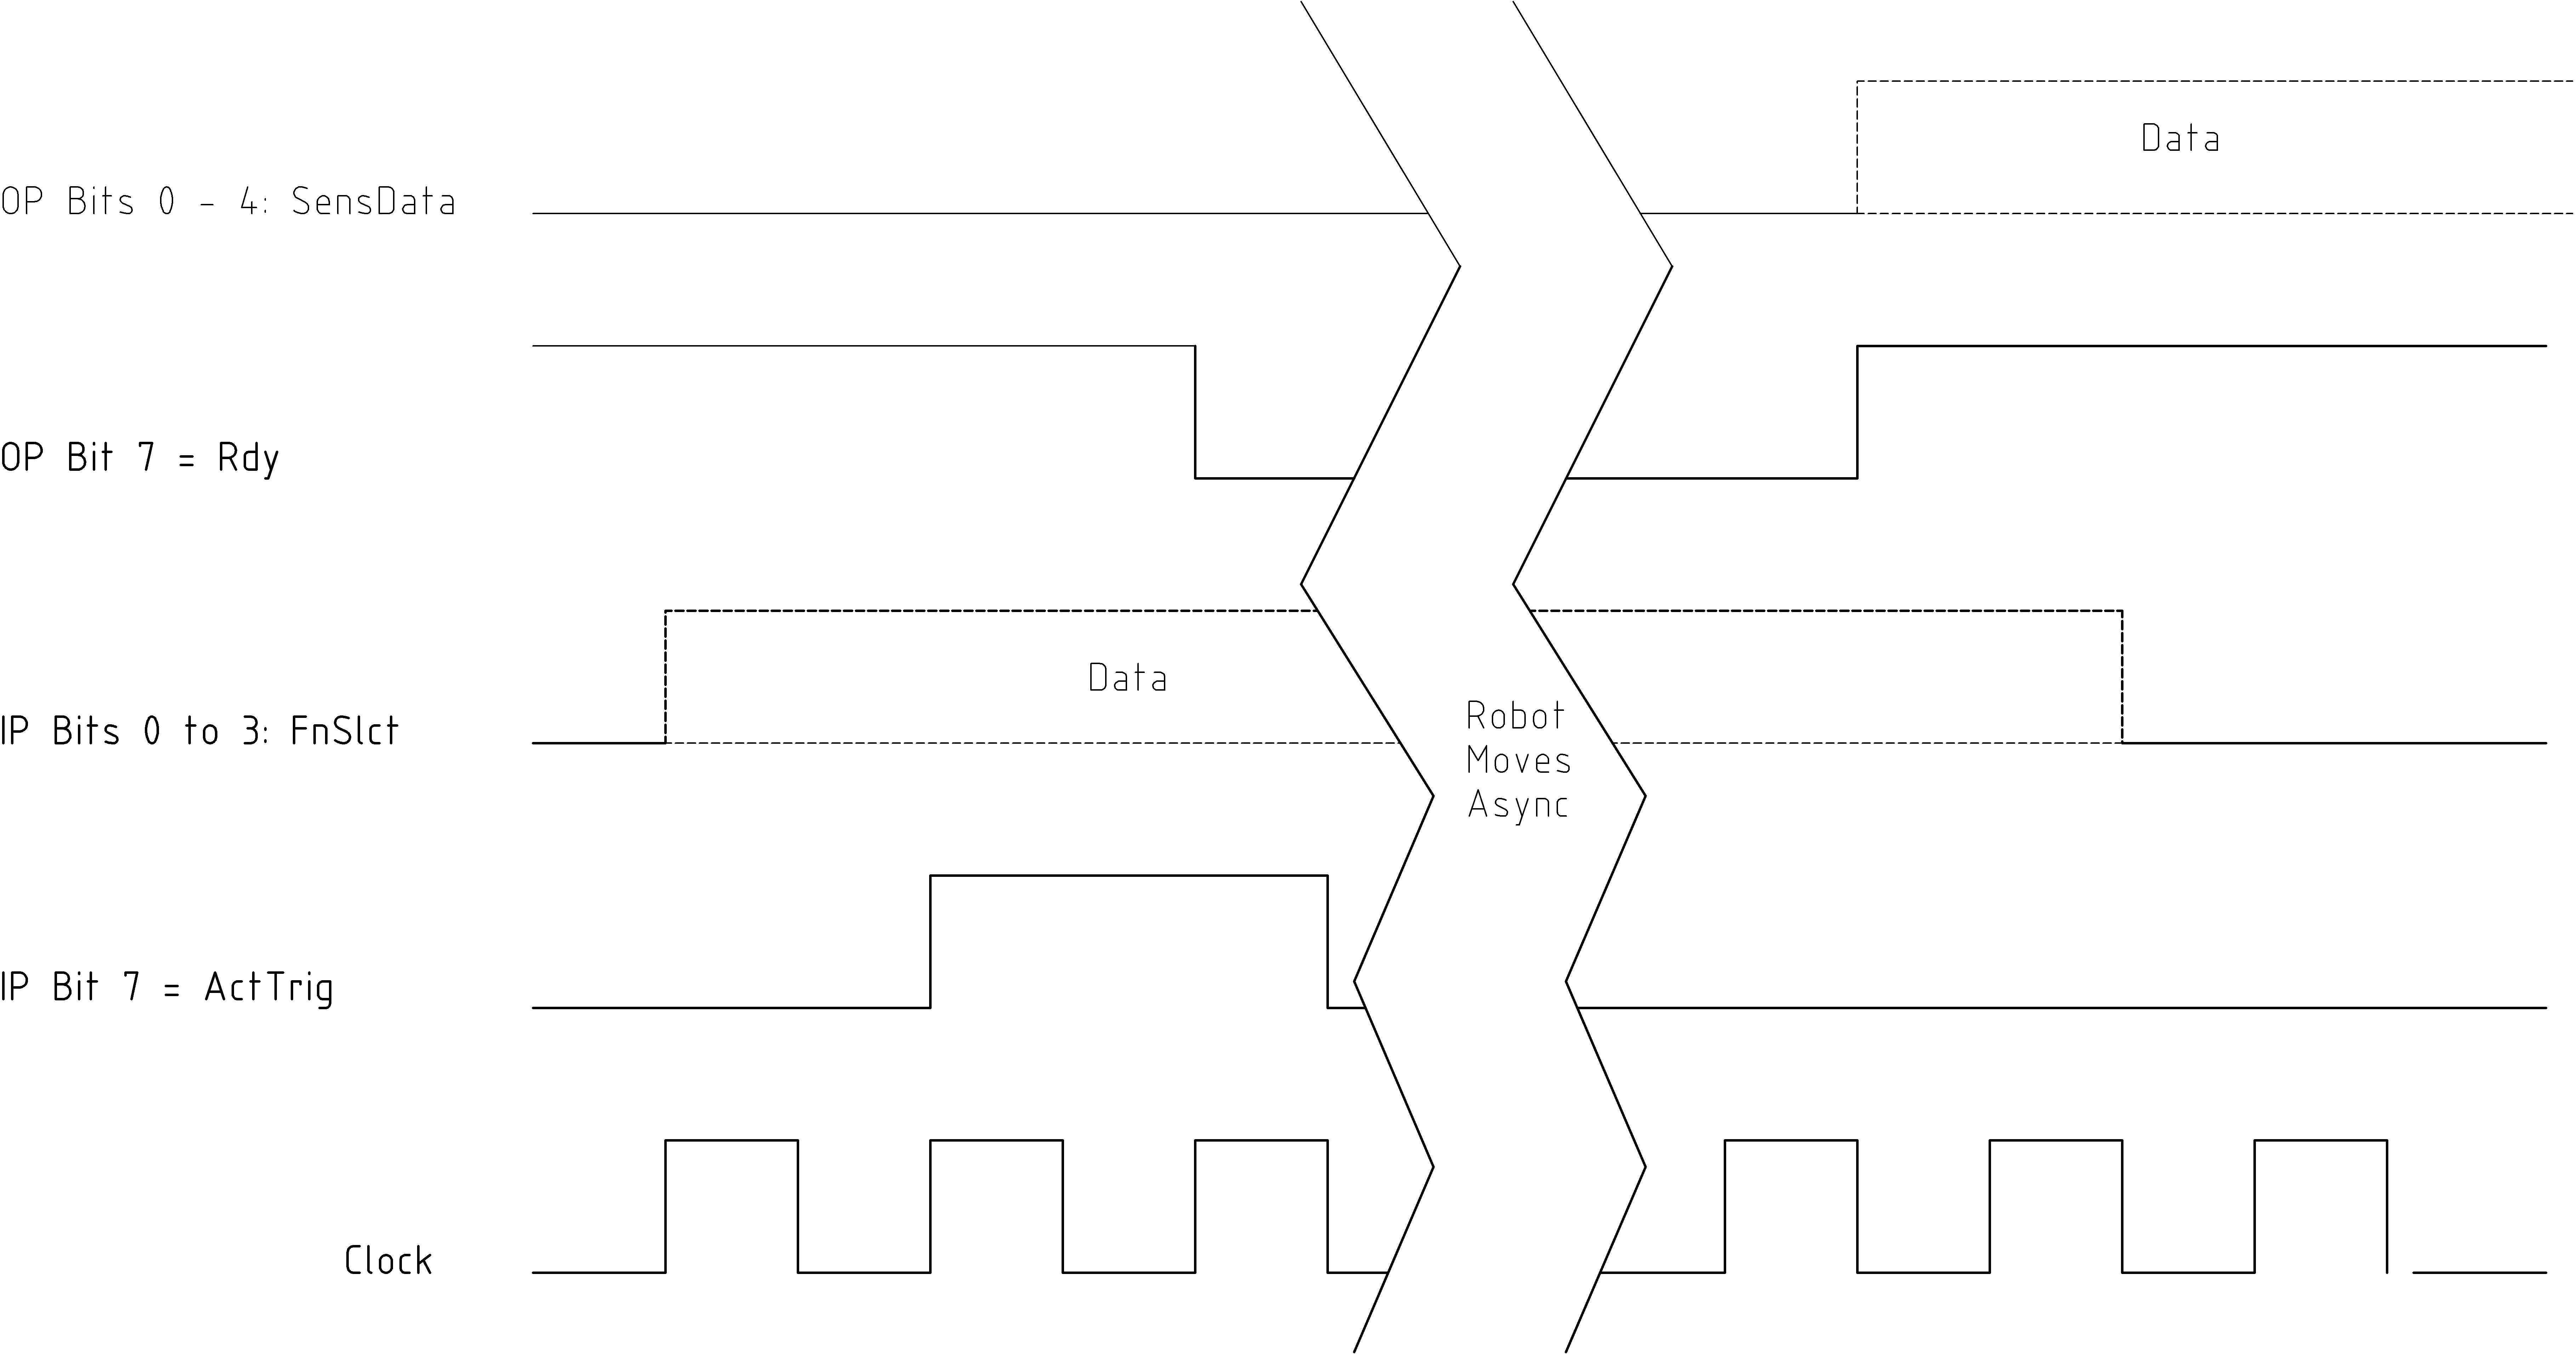 Data
OP Bits 0 - 4: SensData
OP Bit 7 = Rdy
Data
IP Bits 0 to 3: FnSlct
Robot
Moves
Async
IP Bit 7 = ActTrig
Clock